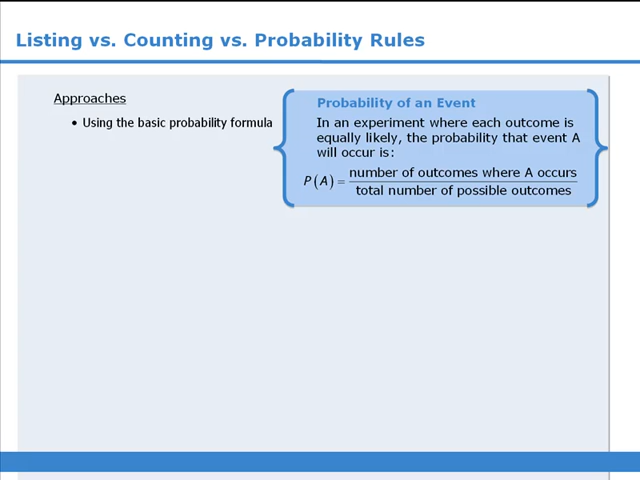 Listing vs. Counting vs. Probability Rules
Approaches
• Using the basic probability formula
Probability of an Event
In an experiment where each outcome is
equally likely, the probability that event A
will occur is:
P(A) = number of outcomes where A occurs / total number of possible outcomes